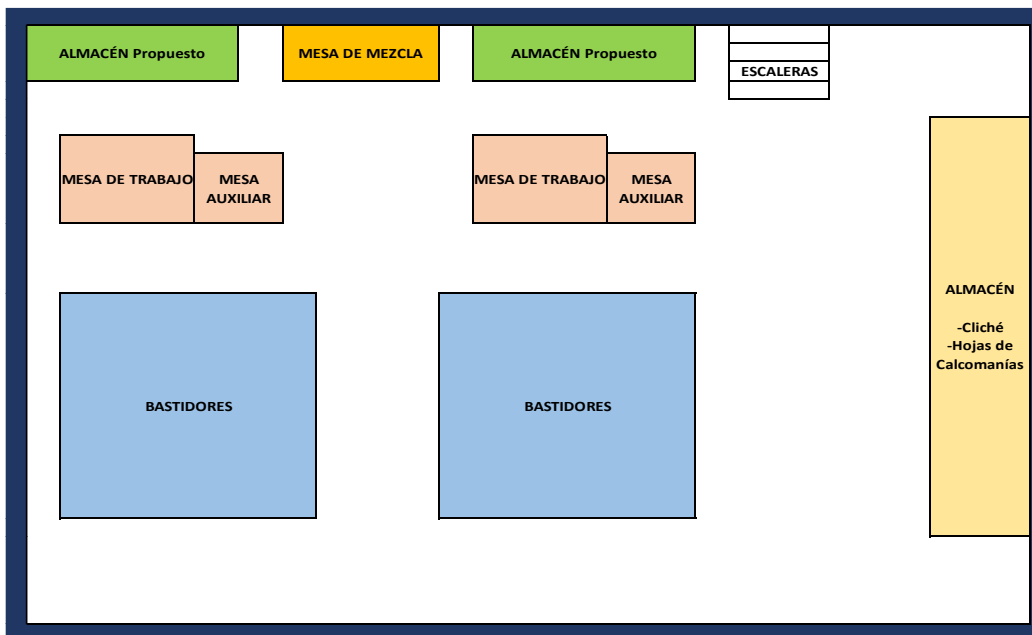 ALMACÉN Propuesto
MESA DE MEZCLA
ALMACÉN Propuesto
ESCALERAS
MESA DE TRABAJO
MESA
AUXILIAR
MESA DE TRABAJO
MESA
AUXILIAR
ALMACÉN
-Cliché
-Hojas de
Calcomanías
BASTIDORES
BASTIDORES